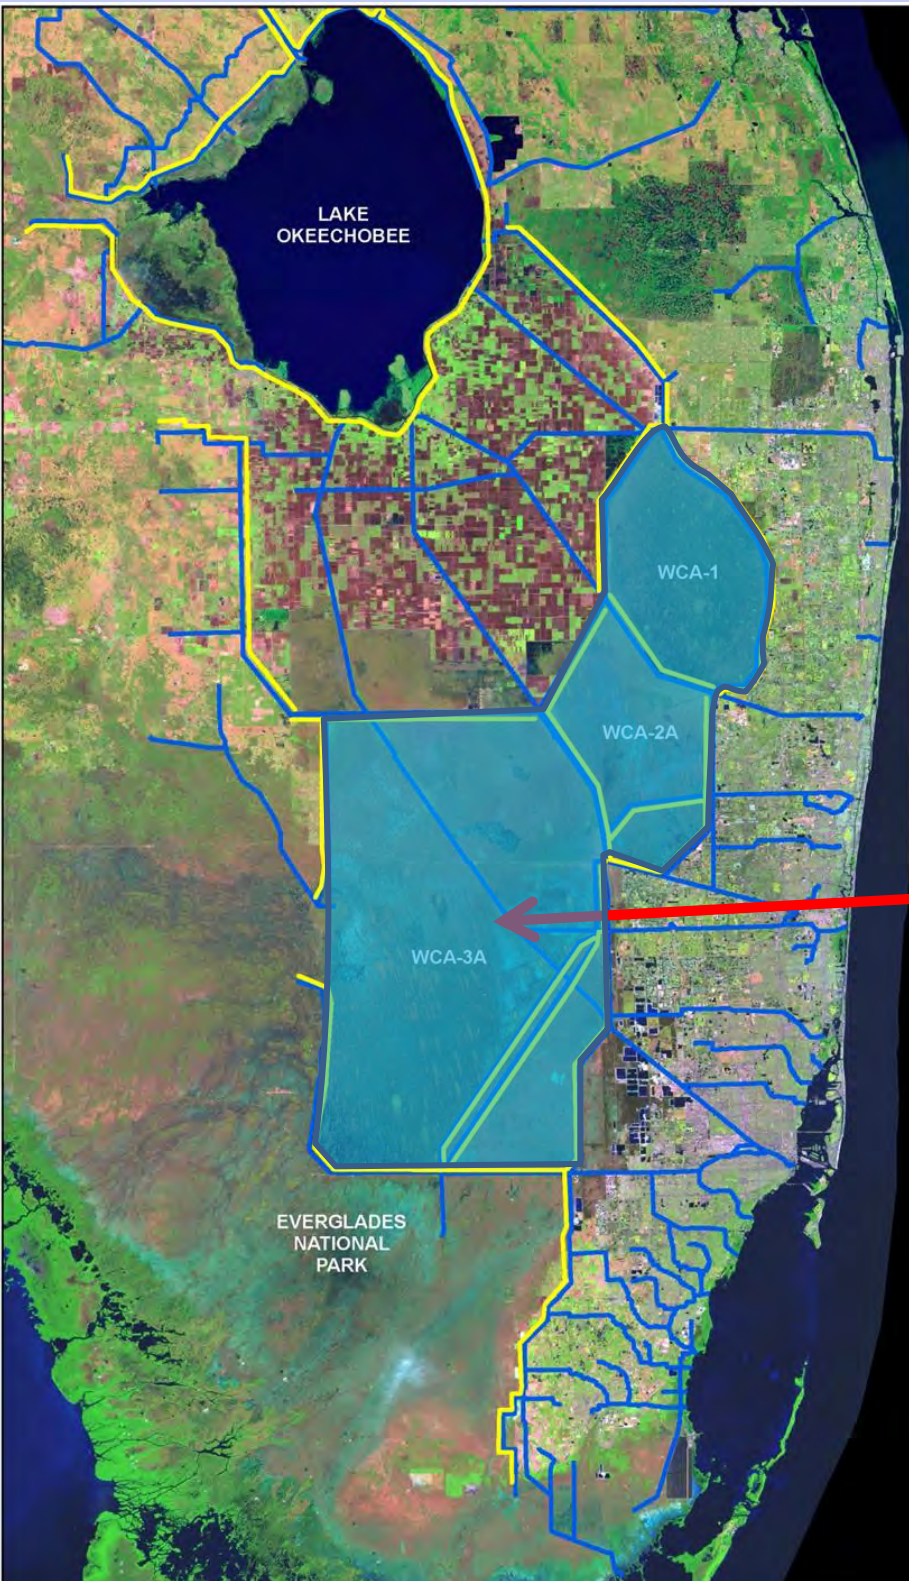 LAKE
OKEECHOBEE
WCA-1
WCA-2A
WCA-3A
EVERGLADES
NATIONAL
PARK